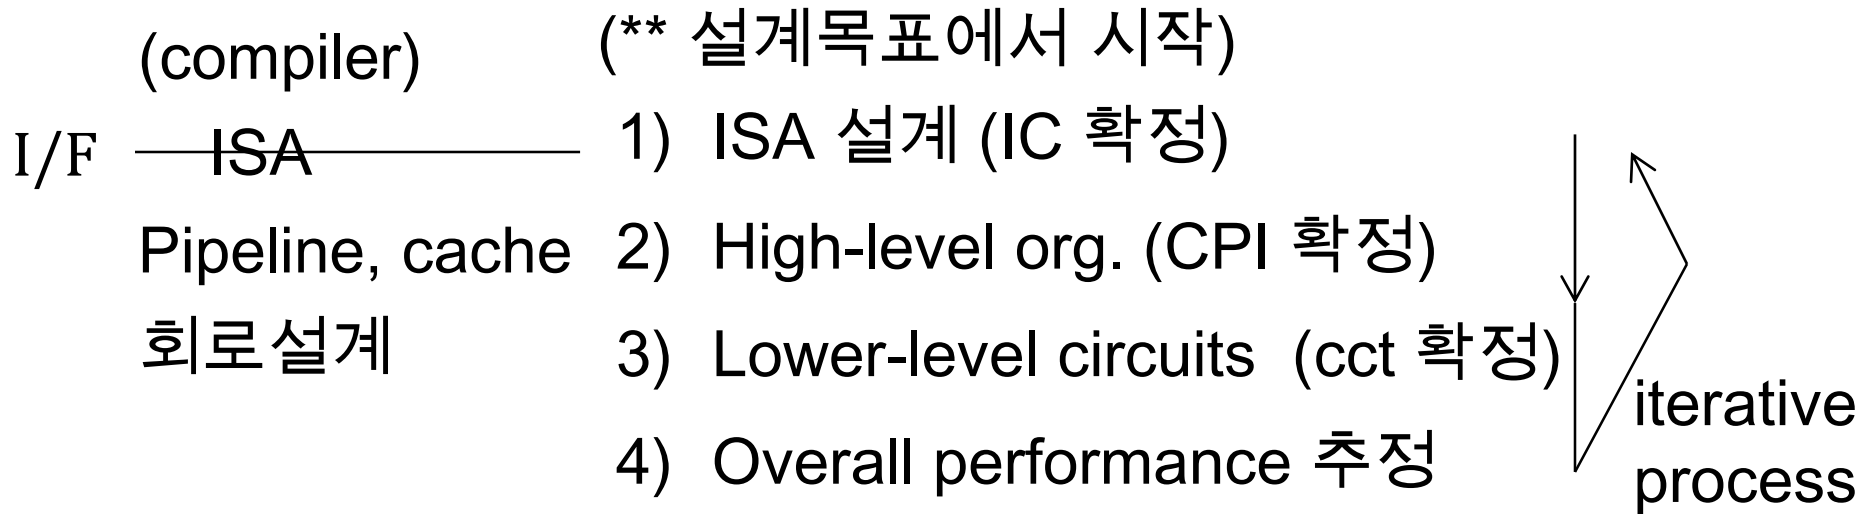 (compiler)
I/F ISA
Pipeline, cache
회로설계
(** 설계목표에서 시작)
1) ISA 설계 (IC 확정)
2) High-level org. (CPI 확정)
3) Lower-level circuits (cct 확정)
4) Overall performance 추정
iterative
process